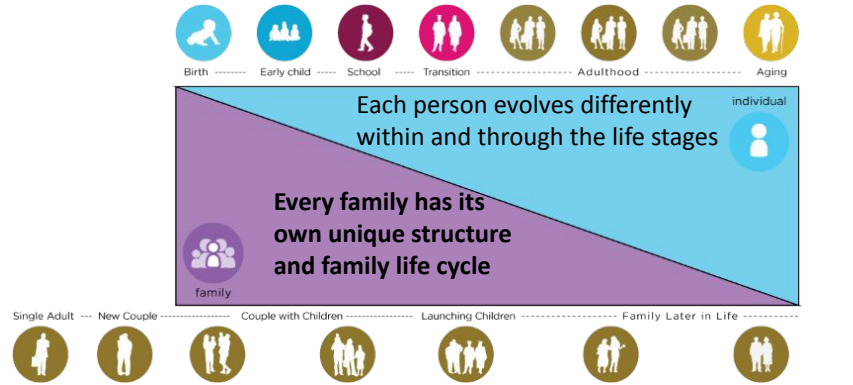 Birth Early child School Transition Adulthood Aging
Each person evolves differently
within and through the life stages
individual
Every family has its
own unique structure
and family life cycle
family
Single Adult New Couple Couple with Children Launching Children Family Later in Life